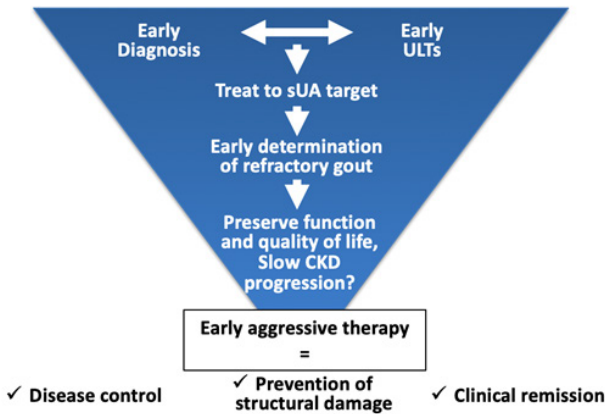 Early
Diagnosis
Early
ULTs
Treat to sUA target
Early determination
of refractory gout
Preserve function
and quality of life,
Slow CKD
progression?
Early aggressive therapy
=
✓ Disease control
✓ Prevention of
structural damage
✓ Clinical remission